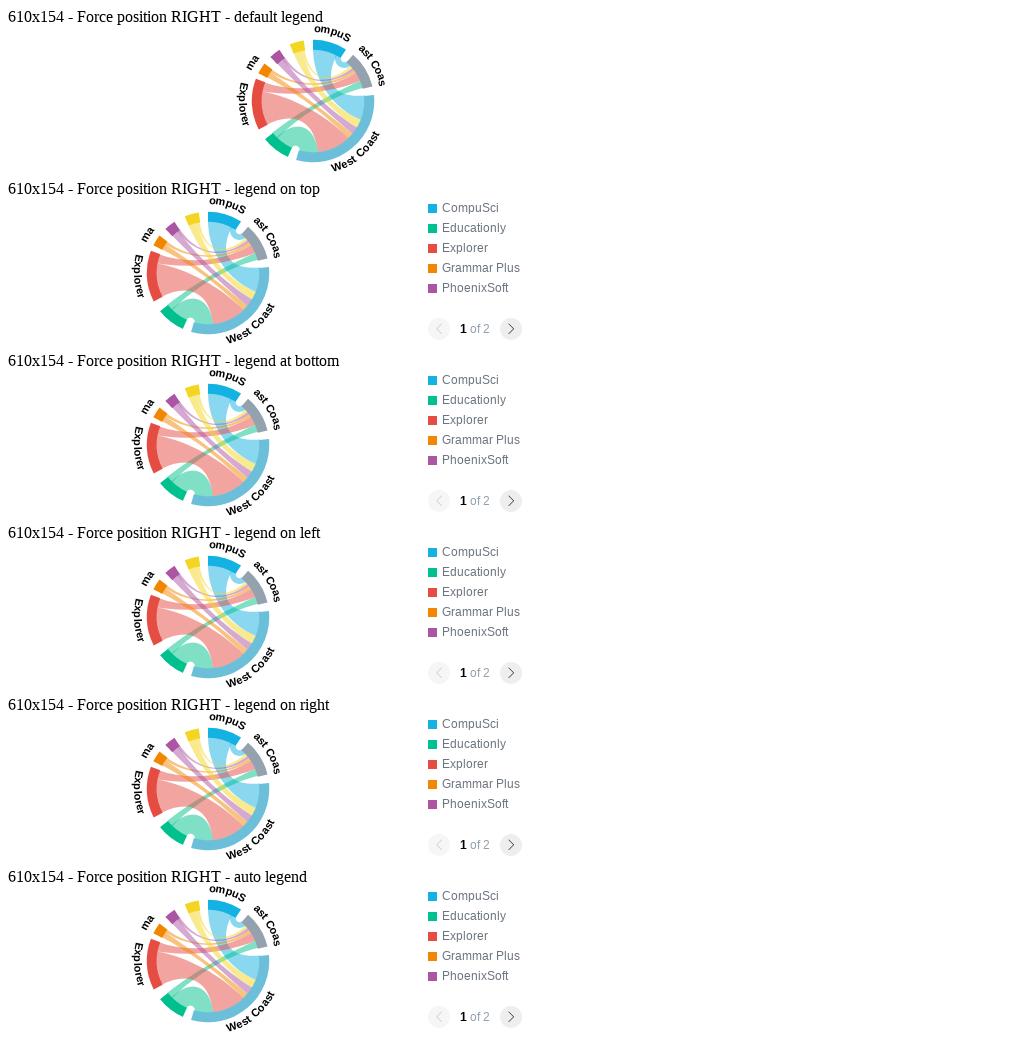 610x154 - Force position RIGHT - default legend
ompus
ast Coas
ma
Explorer
West Coast
610x154 - Force position RIGHT - legend on top
ompus
ast Coas
ma
Explorer
West Coast
CompuSci
Educationly
Explorer
Grammar Plus
PhoenixSoft
1 of 2
610x154 - Force position RIGHT - legend at bottom
ompuS
ast Coas
ma
Explorer
West Coast
CompuSci
Educationly
Explorer
Grammar Plus
PhoenixSoft
1 of 2
610x154 - Force position RIGHT - legend on left
ompuS
ast Coas
ma
Explorer
West Coast
CompuSci
Educationly
Explorer
Grammar Plus
PhoenixSoft
1 of 2
610x154 - Force position RIGHT - legend on right
ompuS
ast Coas
ma
Explorer
West Coast
CompuSci
Educationly
Explorer
Grammar Plus
PhoenixSoft
1 of 2
610x154 - Force position RIGHT - auto legend
ompuS
ast Coas
ma
Explorer
West Coast
CompuSci
Educationly
Explorer
Grammar Plus
PhoenixSoft
1 of 2